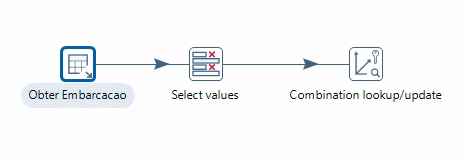 Obter Embarcacao
Select values
Combination lookup/update